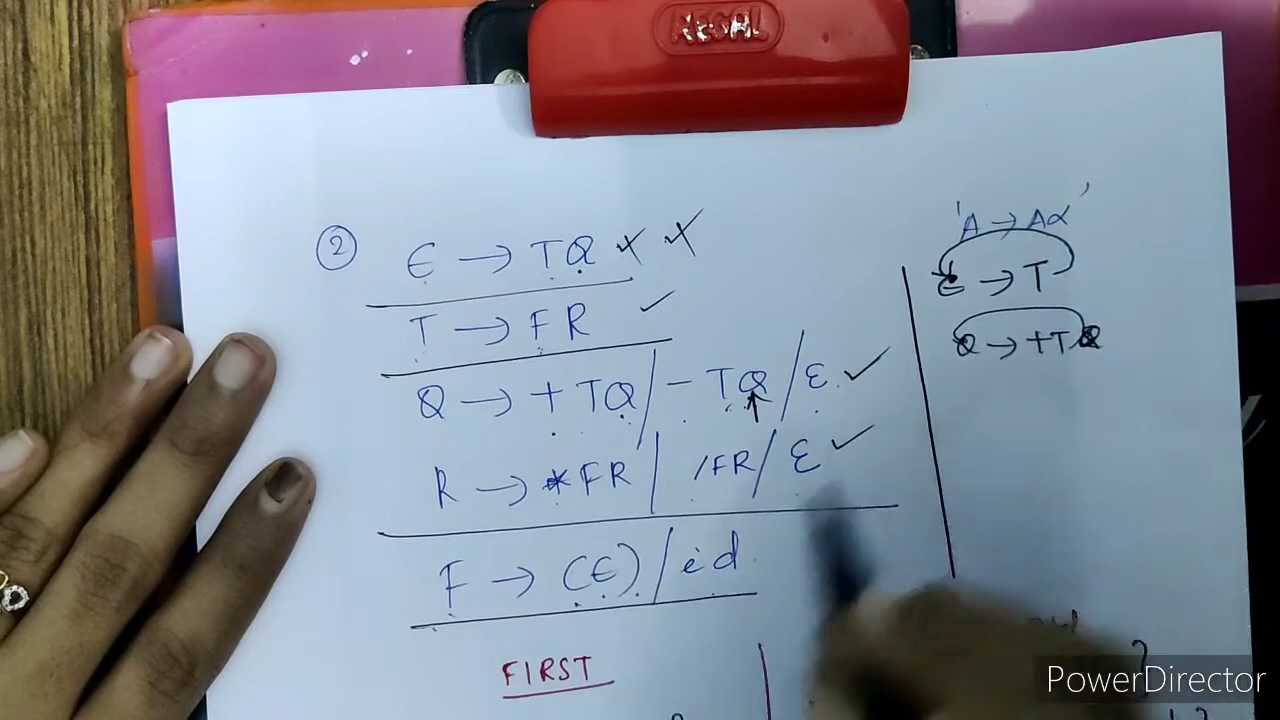 REGAL
② E → TQ
T → FR
Q → +TQ / -TQ / ε
R → *FR / /FR / ε
F → (E) / id
FIRST
'A → Aα'
E → T
Q → +TQ
PowerDirector